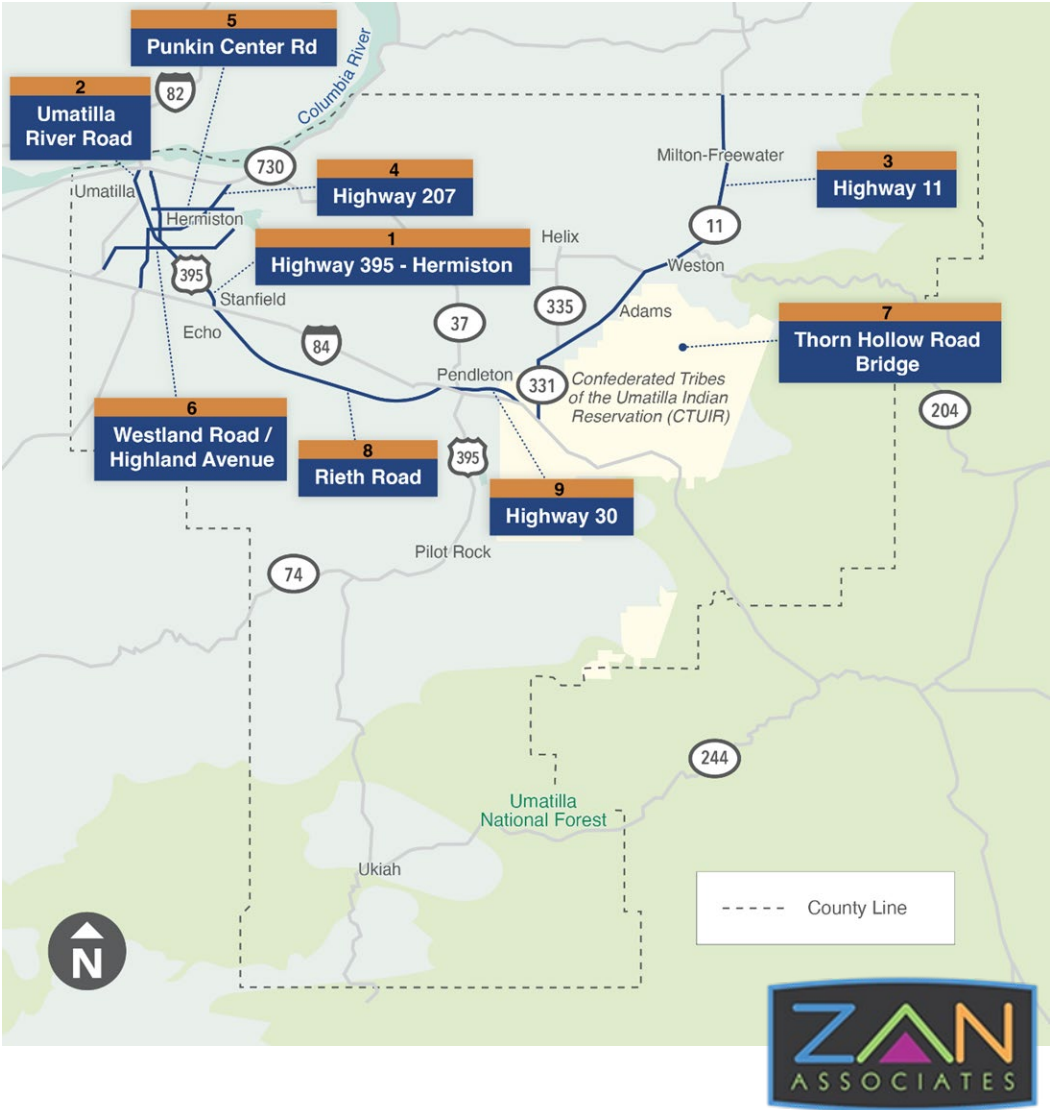 5
Punkin Center Rd
2
Umatilla
River Road
82
Columbia River
730
4
Highway 207
Milton-Freewater
3
Highway 11
Umatilla
Hermiston
11
1
Highway 395 - Hermiston
Helix
Weston
395
Stanfield
335
Adams
7
Thorn Hollow Road
Bridge
Echo
84
37
Pendleton
331
Confederated Tribes
of the Umatilla Indian
Reservation (CTUIR)
204
6
Westland Road /
Highland Avenue
8
Rieth Road
395
9
Highway 30
Pilot Rock
74
244
Umatilla
National Forest
Ukiah
County Line
N
ZAN
ASSOCIATES